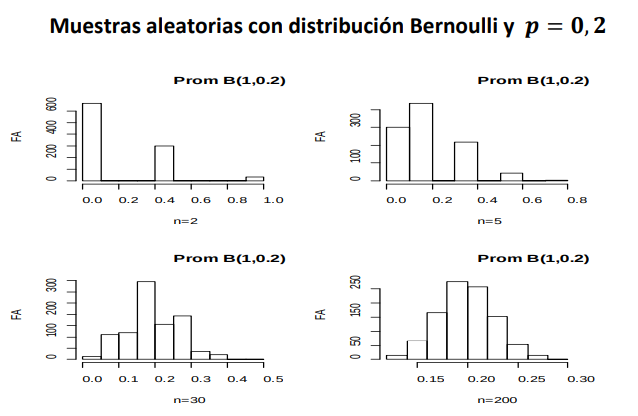 Muestras aleatorias con distribución Bernoulli y p = 0, 2
Prom B(1,0.2)
FA
0 200 400 600
0.0 0.2 0.4 0.6 0.8 1.0
n=2
Prom B(1,0.2)
FA
0 100 300
0.0 0.2 0.4 0.6 0.8
n=5
Prom B(1,0.2)
FA
0 100 200 300
0.0 0.1 0.2 0.3 0.4 0.5
n=30
Prom B(1,0.2)
FA
0 50 150 250
0.15 0.20 0.25 0.30
n=200